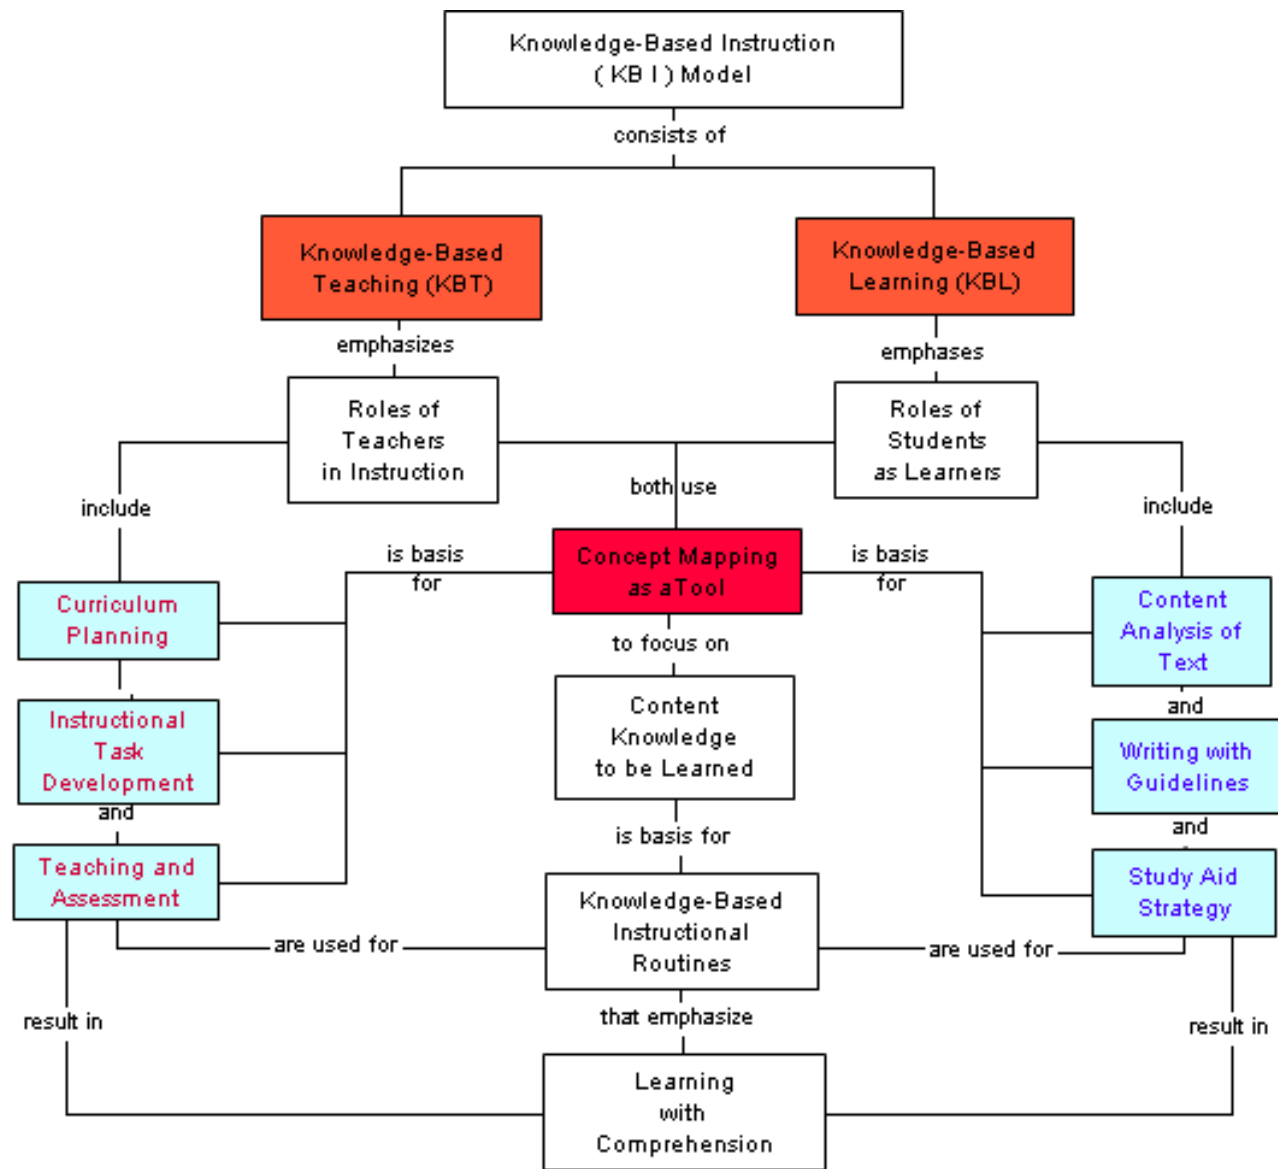 Knowledge-Based Instruction
( KB I ) Model
consists of
Knowledge-Based
Teaching (KBT)
Knowledge-Based
Learning (KBL)
emphasizes
emphases
Roles of
Teachers
in Instruction
Roles of
Students
as Learners
include
both use
include
is basis
for
Concept Mapping
as aTool
is basis
for
Curriculum
Planning
to focus on
Content
Analysis of
Text
Instructional
Task
Development
Content
Knowledge
to be Learned
and
Writing with
Guidelines
and
is basis for
and
Teaching and
Assessment
Knowledge-Based
Instructional
Routines
Study Aid
Strategy
are used for
are used for
result in
that emphasize
result in
Learning
with
Comprehension